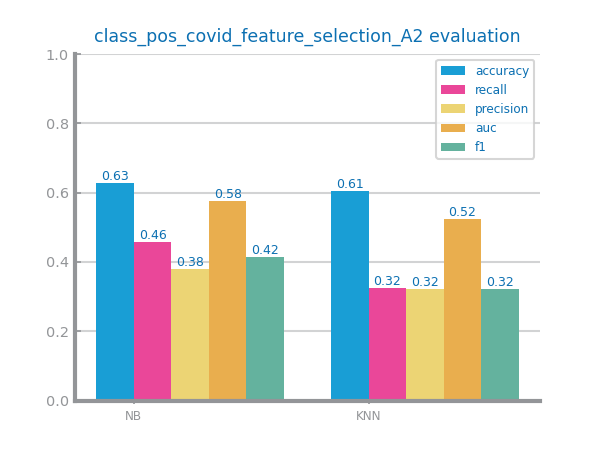 class_pos_covid_feature_selection_A2 evaluation
1.0
0.8
0.6
0.4
0.2
0.0
accuracy
recall
precision
auc
f1
0.63
0.46
0.38
0.58
0.42
0.61
0.32
0.32
0.52
0.32
NB
KNN